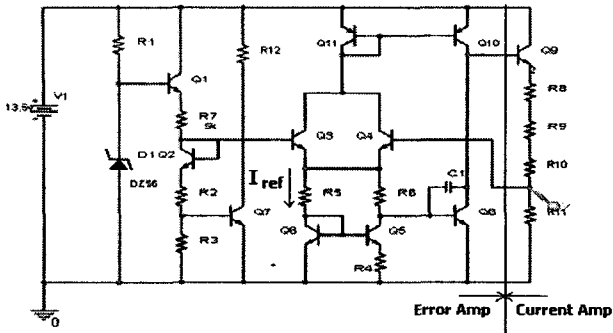 Q11
Q10
Q9
R1
R12
Q1
R8
V1
13.5
R7
5k
R9
D1
Q2
Q3
Q4
R10
DZ56
Iref
C1
R2
R5
R6
R11
Q7
Q6
Q5
Q8
R3
R4
0
Error Amp
Current Amp